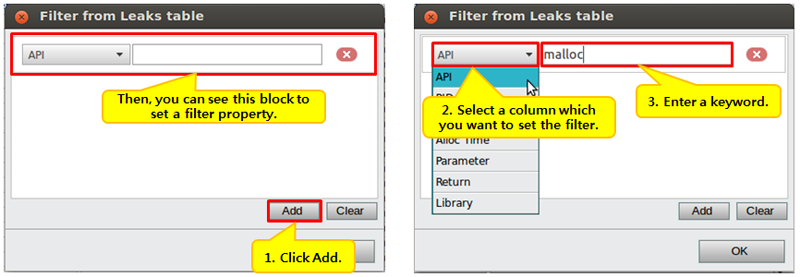 Filter from Leaks table
API
Then, you can see this block to
set a filter property.
Add
Clear
1. Click Add.
Filter from Leaks table
API
malloc
API
2. Select a column which
you want to set the filter.
3. Enter a keyword.
Alloc Time
Parameter
Return
Library
Add
Clear
OK